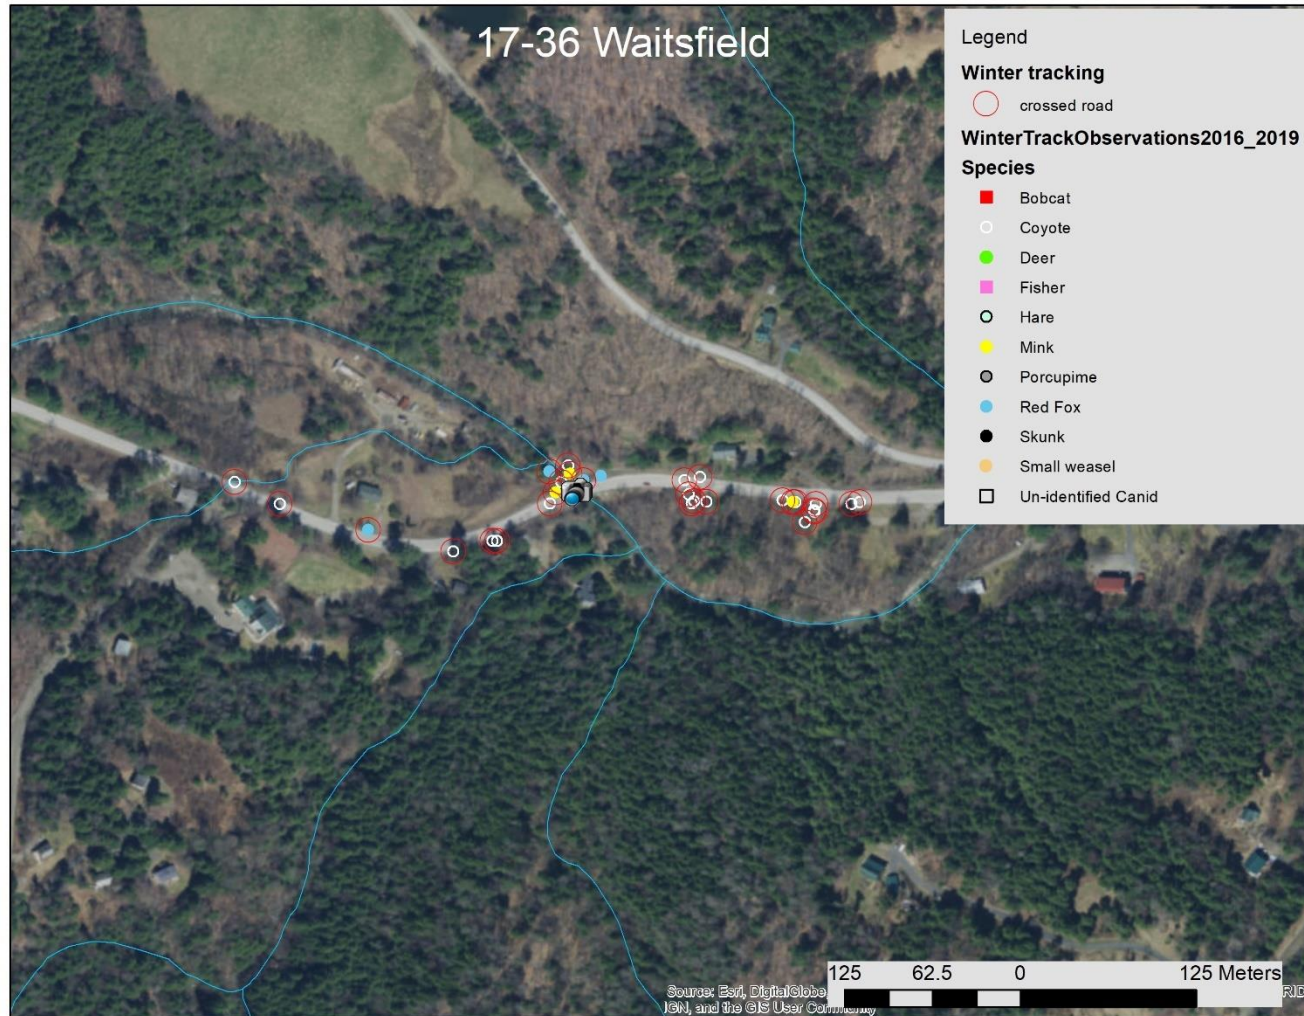 17-36 Waitsfield
Legend
Winter tracking
crossed road
WinterTrackObservations2016_2019
Species
Bobcat
Coyote
Deer
Fisher
Hare
Mink
Porcupime
Red Fox
Skunk
Small weasel
Un-identified Canid
125 62.5 0 125 Meters
Source: Esri, DigitalGlobe,
IGN, and the GIS User Community